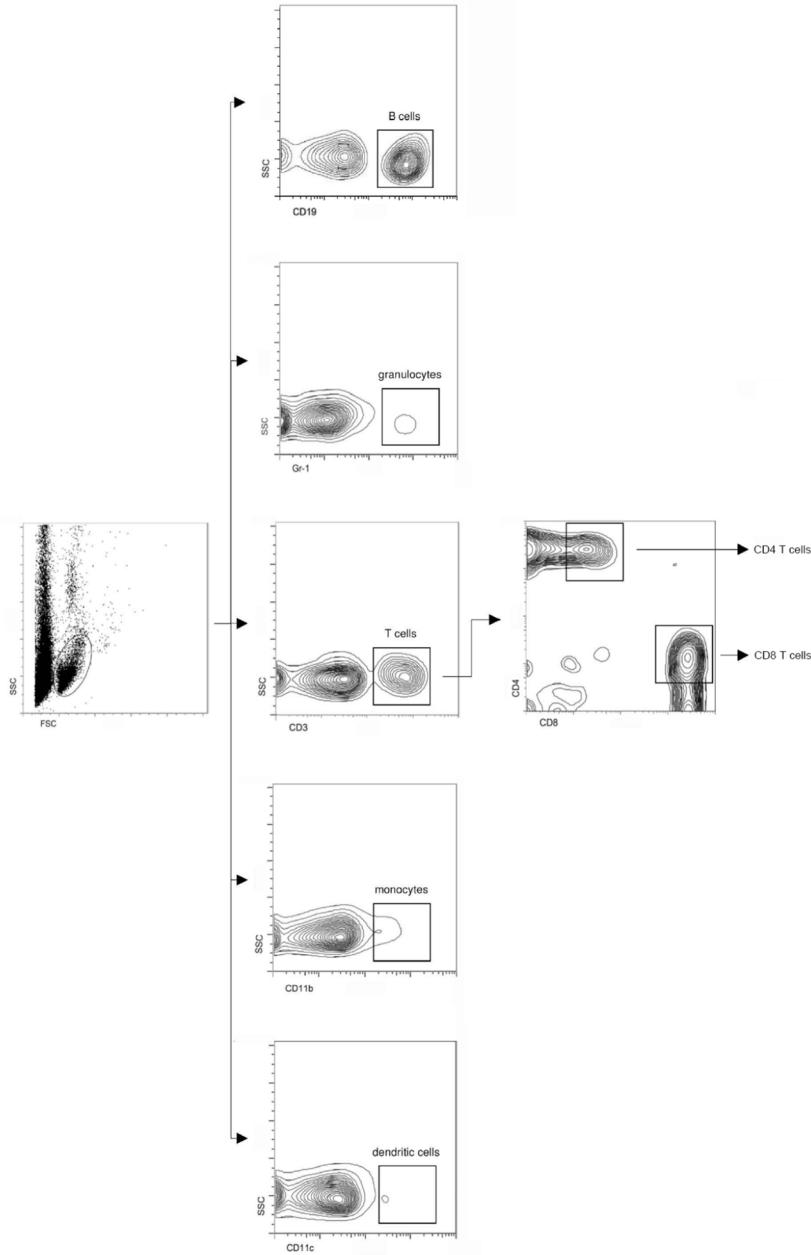 B cells
SSC
CD19
granulocytes
SSC
Gr-1
SSC
FSC
T cells
SSC
CD3
CD4
CD8
CD4 T cells
CD8 T cells
monocytes
SSC
CD11b
dendritic cells
SSC
CD11c